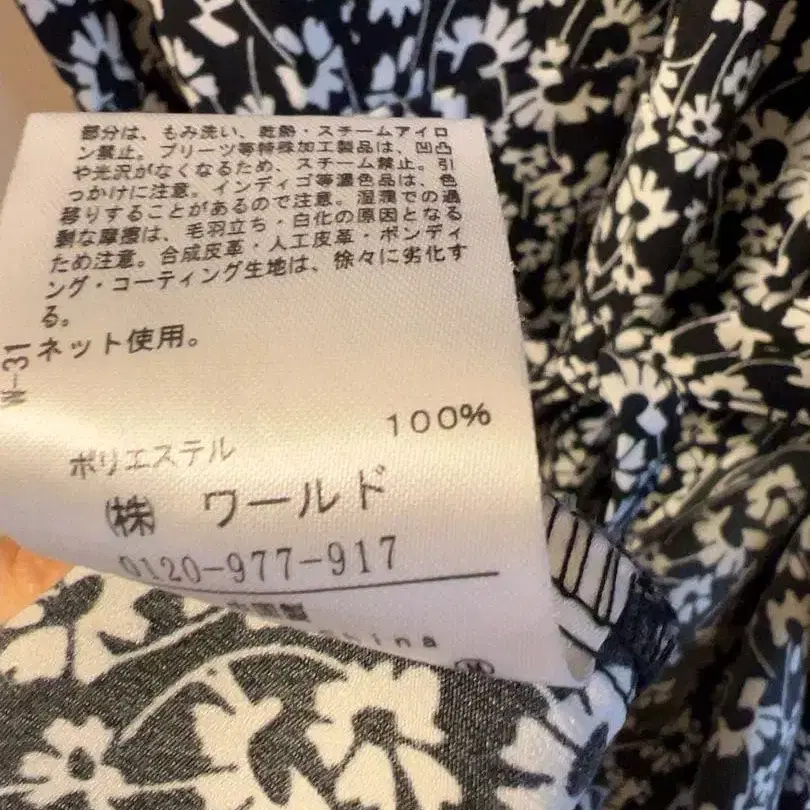 部分は、もみ洗い、乾熱・スチームアイロ
ン禁止。プリーツ等特殊加工製品は、凹凸
や光沢がなくなるため、スチーム禁止。引
っかけに注意。インディゴ等濃色品は、色
移りすることがあるので注意。湿潤での過
剰な摩擦は、毛羽立ち・白化の原因となる
ため注意。合成皮革・人工皮革・ボンディ
ング・コーティング生地は、徐々に劣化す
る。
ネット使用。
W-31
100%
ポリエステル
㈱ ワールド
0120-977-917
中国製
China